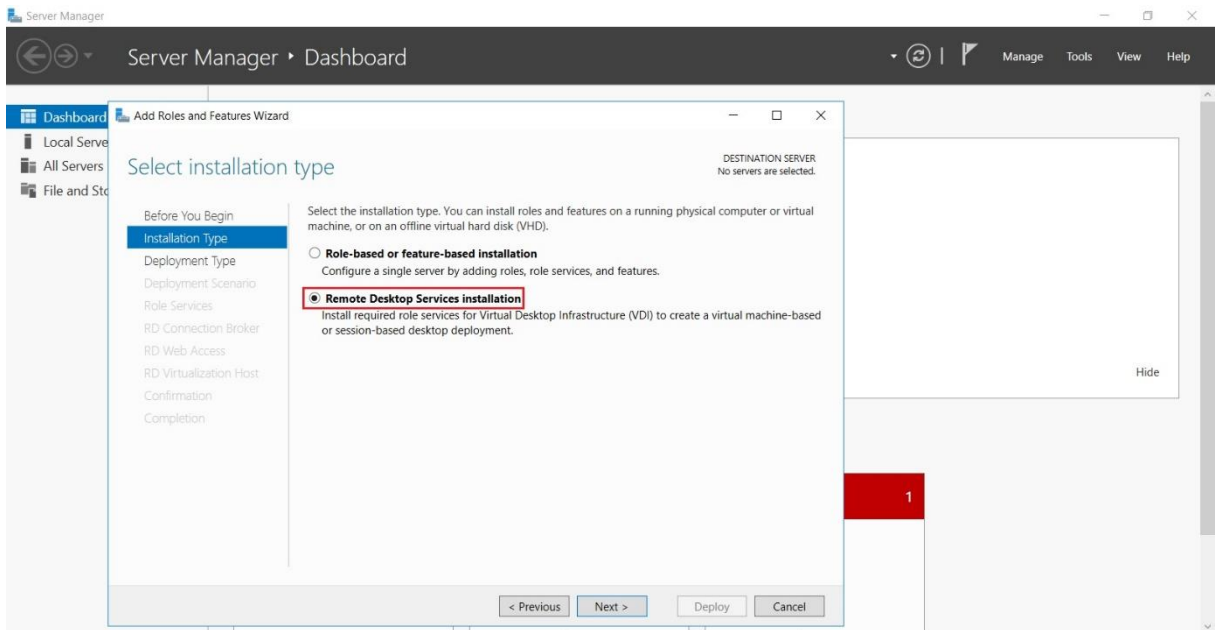 Server Manager
Server Manager ‣ Dashboard
Manage Tools View Help
Dashboard
Local Serve
All Servers
File and Sto
Add Roles and Features Wizard
Select installation type
DESTINATION SERVER
No servers are selected.
Before You Begin
Installation Type
Deployment Type
Deployment Scenario
Role Services
RD Connection Broker
RD Web Access
RD Virtualization Host
Confirmation
Completion
Select the installation type. You can install roles and features on a running physical computer or virtual
machine, or on an offline virtual hard disk (VHD).
Role-based or feature-based installation
Configure a single server by adding roles, role services, and features.
Remote Desktop Services installation
Install required role services for Virtual Desktop Infrastructure (VDI) to create a virtual machine-based
or session-based desktop deployment.
< Previous Next > Deploy Cancel
Hide
1